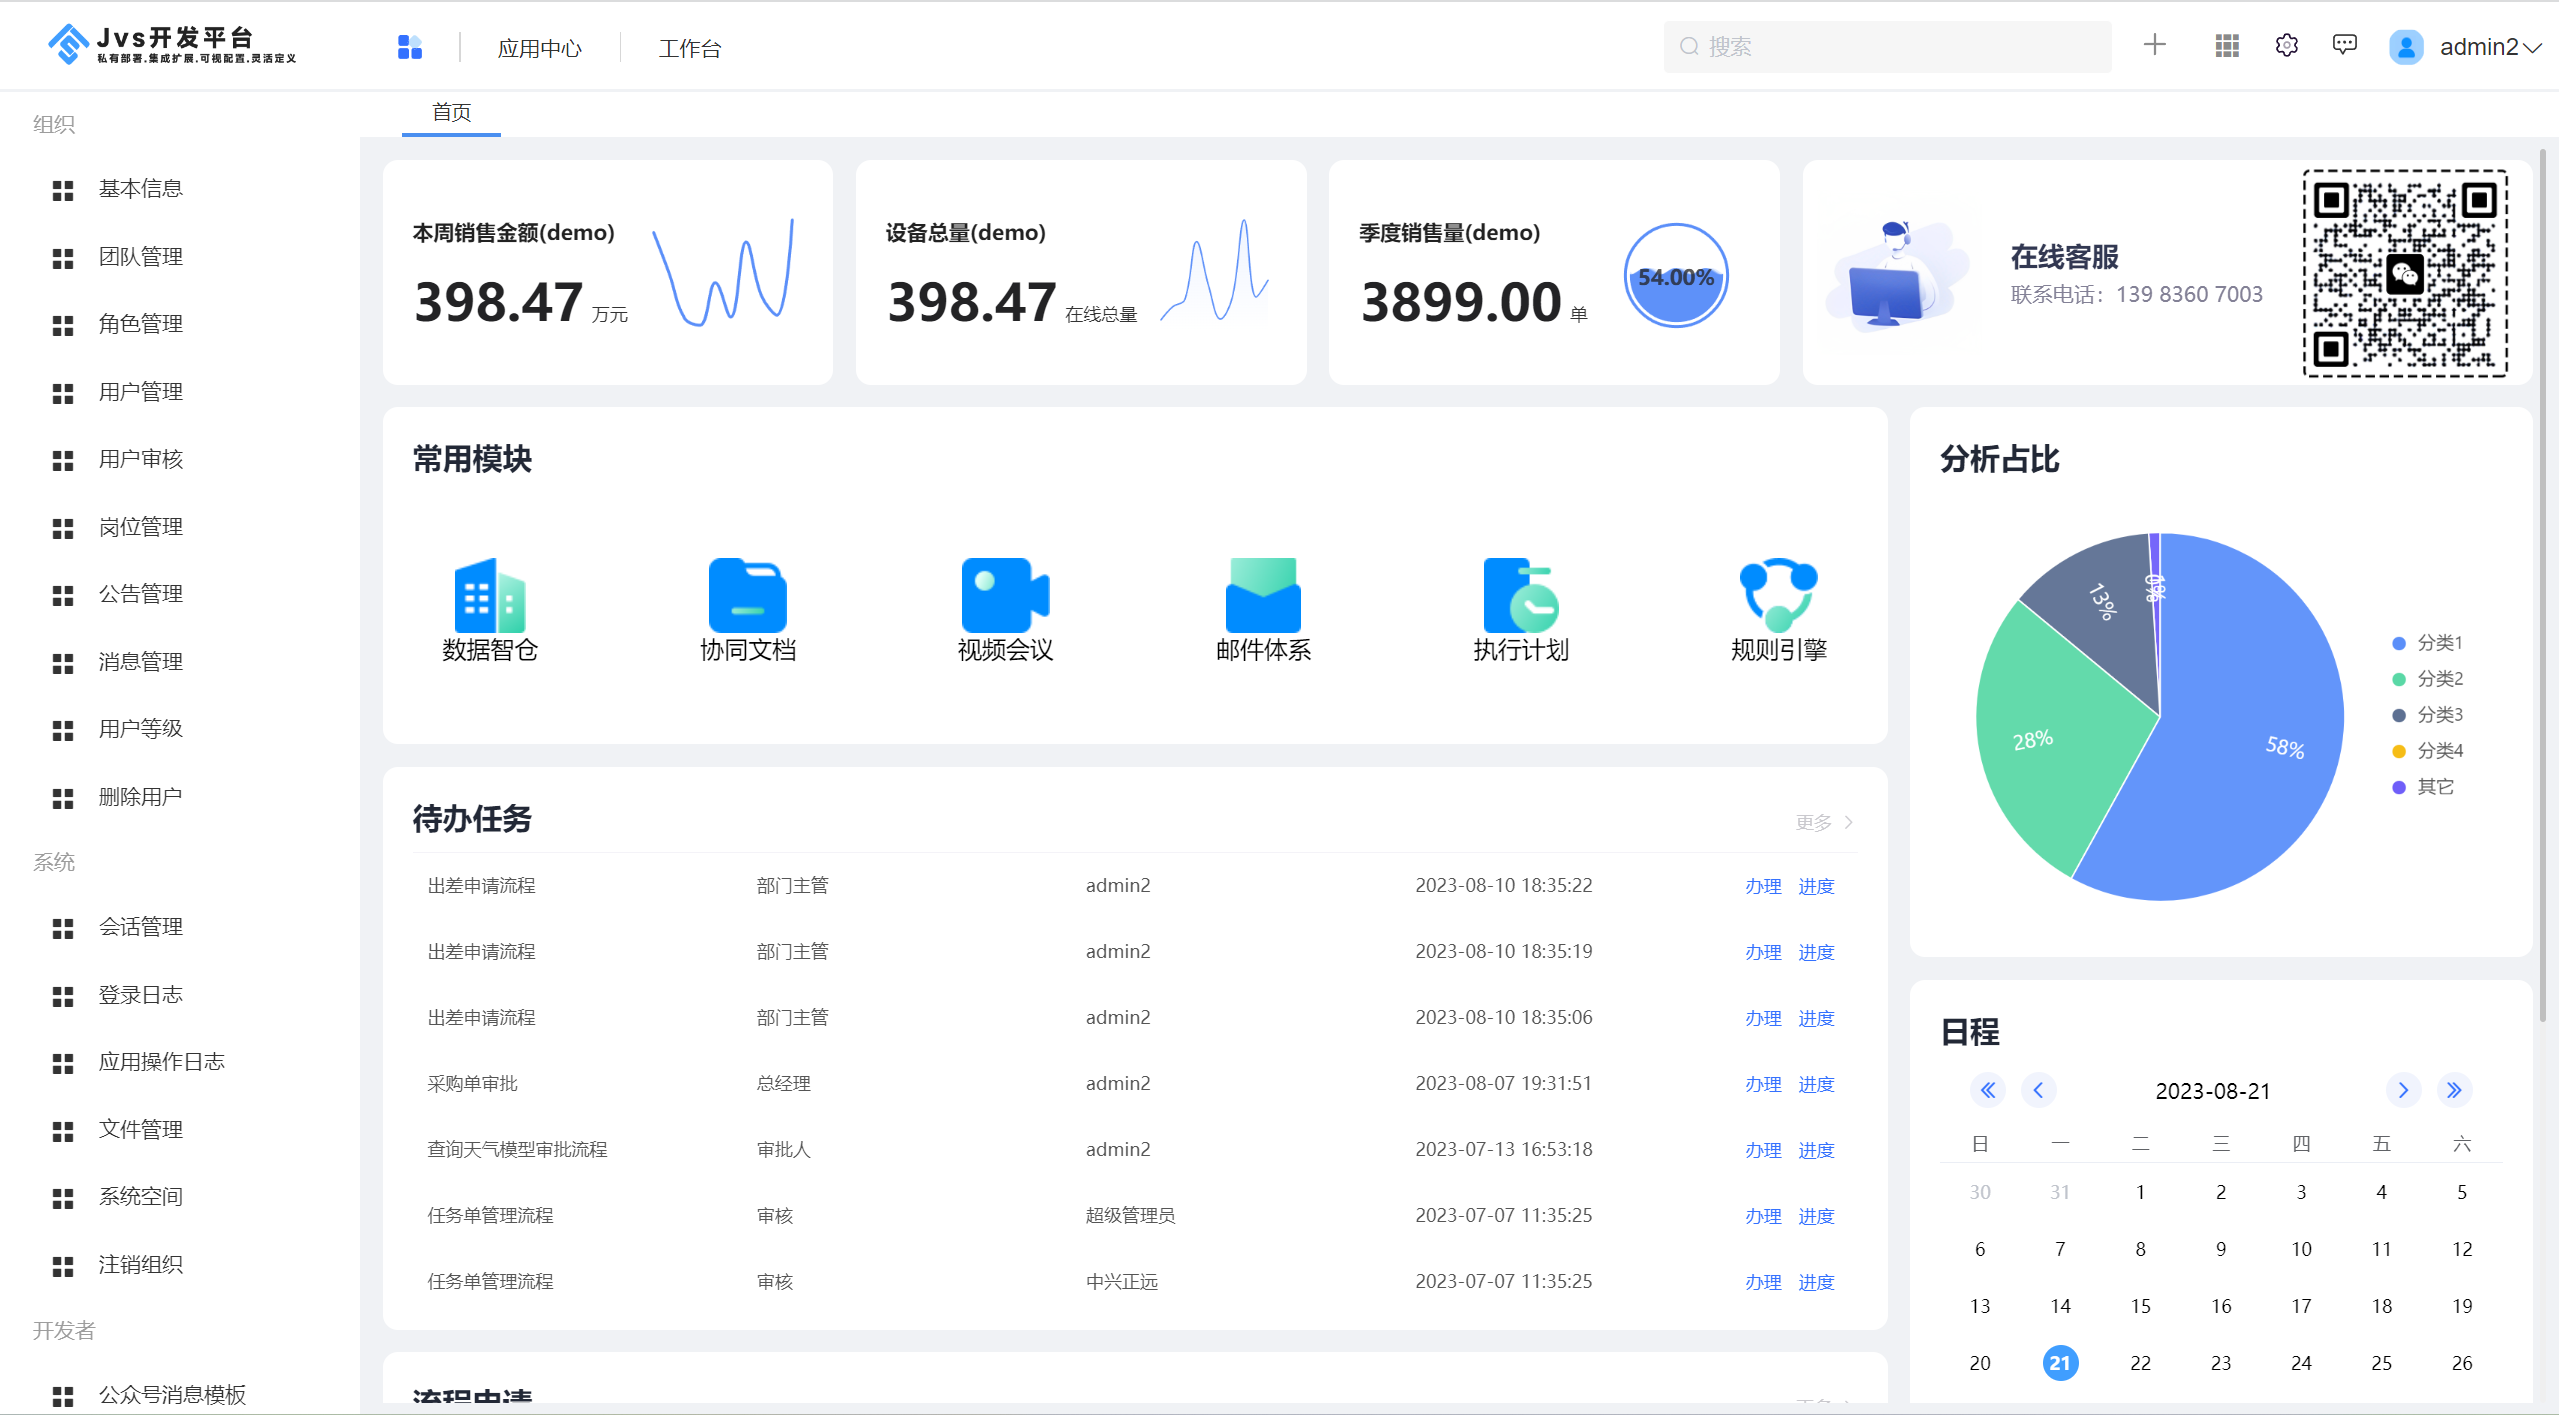 Jvs开发平台
私有部署.集成扩展.可视配置.灵活定义
应用中心
工作台
搜索
admin2
组织
基本信息
团队管理
角色管理
用户管理
用户审核
岗位管理
公告管理
消息管理
用户等级
删除用户
系统
会话管理
登录日志
应用操作日志
文件管理
系统空间
注销组织
开发者
公众号消息模板
首页
本周销售金额(demo)
398.47 万元
设备总量(demo)
398.47 在线总量
季度销售量(demo)
3899.00 单
54.00%
在线客服
联系电话：139 8360 7003
常用模块
数据智仓
协同文档
视频会议
邮件体系
执行计划
规则引擎
分析占比
13%
28%
58%
分类1
分类2
分类3
分类4
其它
待办任务
更多
出差申请流程 部门主管 admin2 2023-08-10 18:35:22 办理 进度
出差申请流程 部门主管 admin2 2023-08-10 18:35:19 办理 进度
出差申请流程 部门主管 admin2 2023-08-10 18:35:06 办理 进度
采购单审批 总经理 admin2 2023-08-07 19:31:51 办理 进度
查询天气模型审批流程 审批人 admin2 2023-07-13 16:53:18 办理 进度
任务单管理流程 审核 超级管理员 2023-07-07 11:35:25 办理 进度
任务单管理流程 审核 中兴正远 2023-07-07 11:35:25 办理 进度
流程申请
日程
2023-08-21
日 一 二 三 四 五 六
30 31 1 2 3 4 5
6 7 8 9 10 11 12
13 14 15 16 17 18 19
20 21 22 23 24 25 26